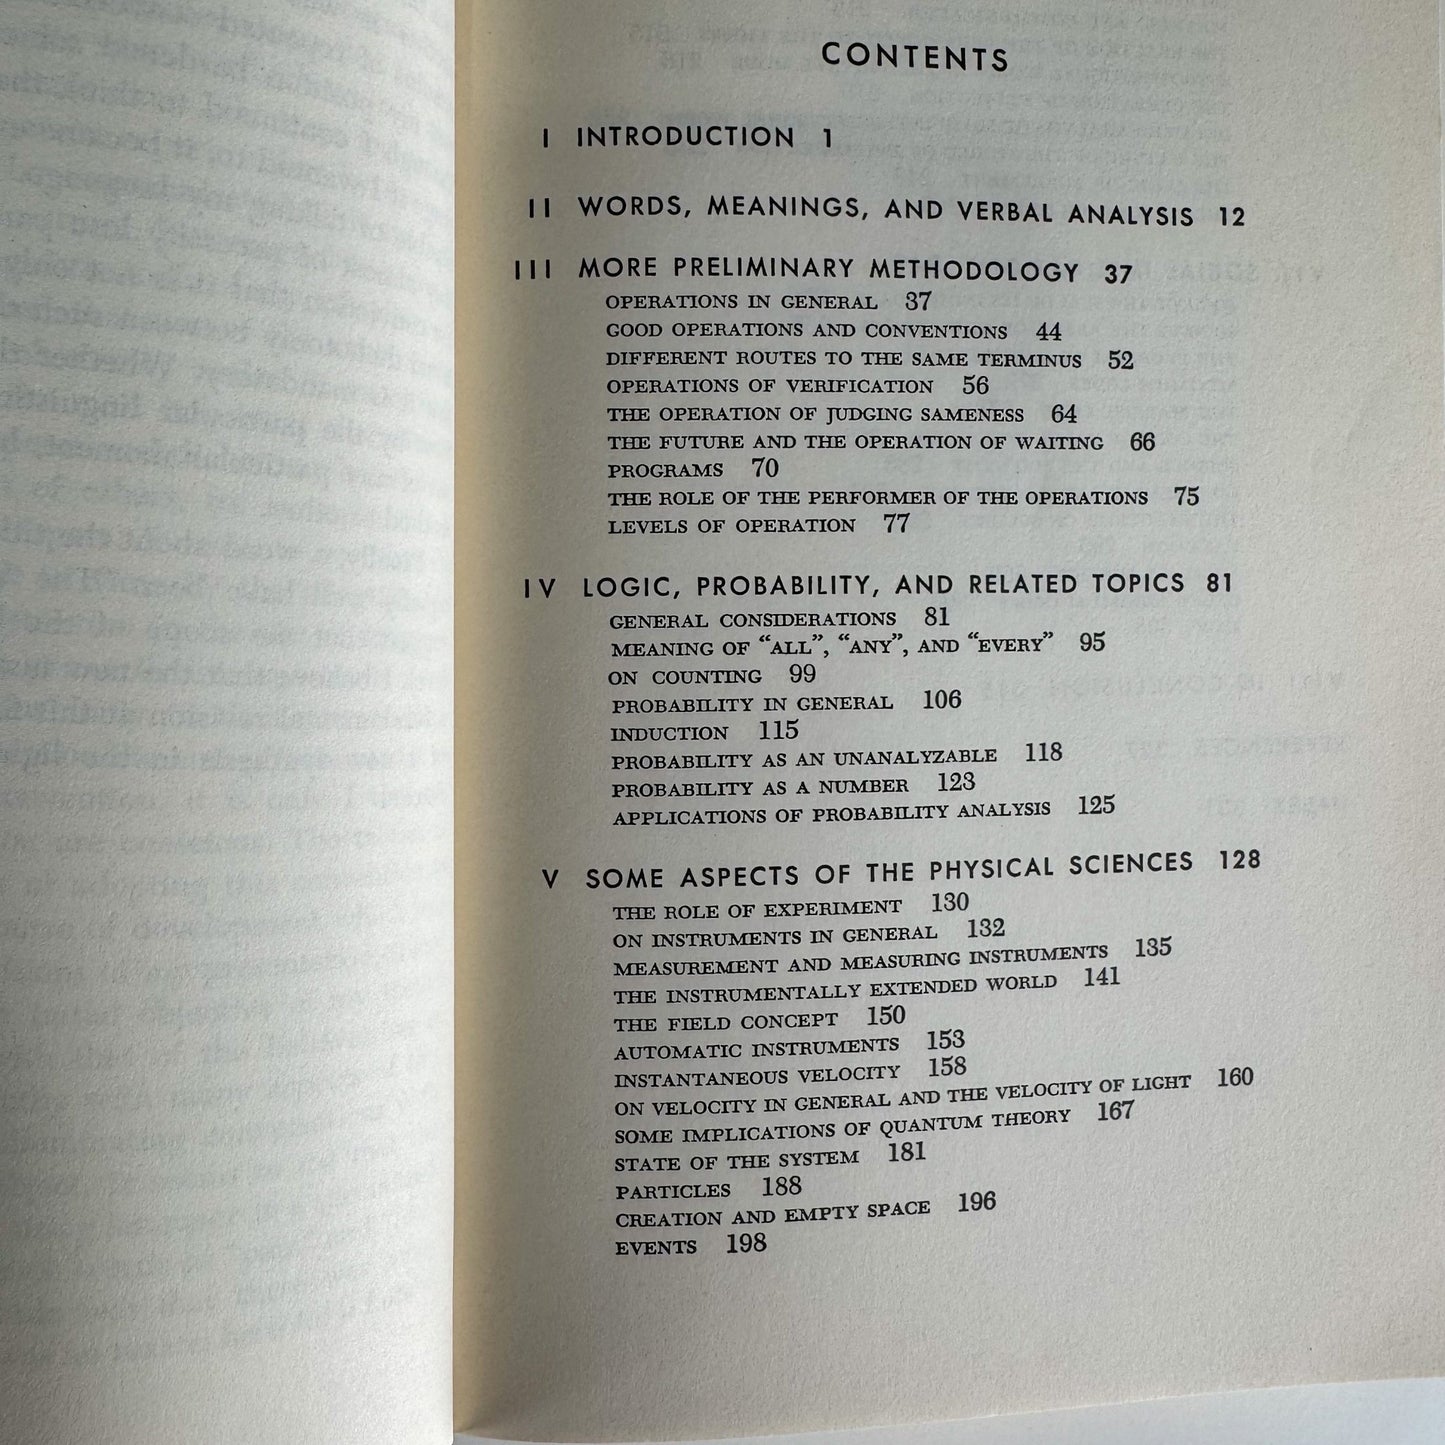 CONTENTS
I INTRODUCTION 1
II WORDS, MEANINGS, AND VERBAL ANALYSIS 12
III MORE PRELIMINARY METHODOLOGY 37
OPERATIONS IN GENERAL 37
GOOD OPERATIONS AND CONVENTIONS 44
DIFFERENT ROUTES TO THE SAME TERMINUS 52
OPERATIONS OF VERIFICATION 56
THE OPERATION OF JUDGING SAMENESS 64
THE FUTURE AND THE OPERATION OF WAITING 66
PROGRAMS 70
THE ROLE OF THE PERFORMER OF THE OPERATIONS 75
LEVELS OF OPERATION 77
IV LOGIC, PROBABILITY, AND RELATED TOPICS 81
GENERAL CONSIDERATIONS 81
MEANING OF “ALL”, “ANY”, AND “EVERY” 95
ON COUNTING 99
PROBABILITY IN GENERAL 106
INDUCTION 115
PROBABILITY AS AN UNANALYZABLE 118
PROBABILITY AS A NUMBER 123
APPLICATIONS OF PROBABILITY ANALYSIS 125
V SOME ASPECTS OF THE PHYSICAL SCIENCES 128
THE ROLE OF EXPERIMENT 130
ON INSTRUMENTS IN GENERAL 132
MEASUREMENT AND MEASURING INSTRUMENTS 135
THE INSTRUMENTALLY EXTENDED WORLD 141
THE FIELD CONCEPT 150
AUTOMATIC INSTRUMENTS 153
INSTANTANEOUS VELOCITY 158
ON VELOCITY IN GENERAL AND THE VELOCITY OF LIGHT 160
SOME IMPLICATIONS OF QUANTUM THEORY 167
STATE OF THE SYSTEM 181
PARTICLES 188
CREATION AND EMPTY SPACE 196
EVENTS 198